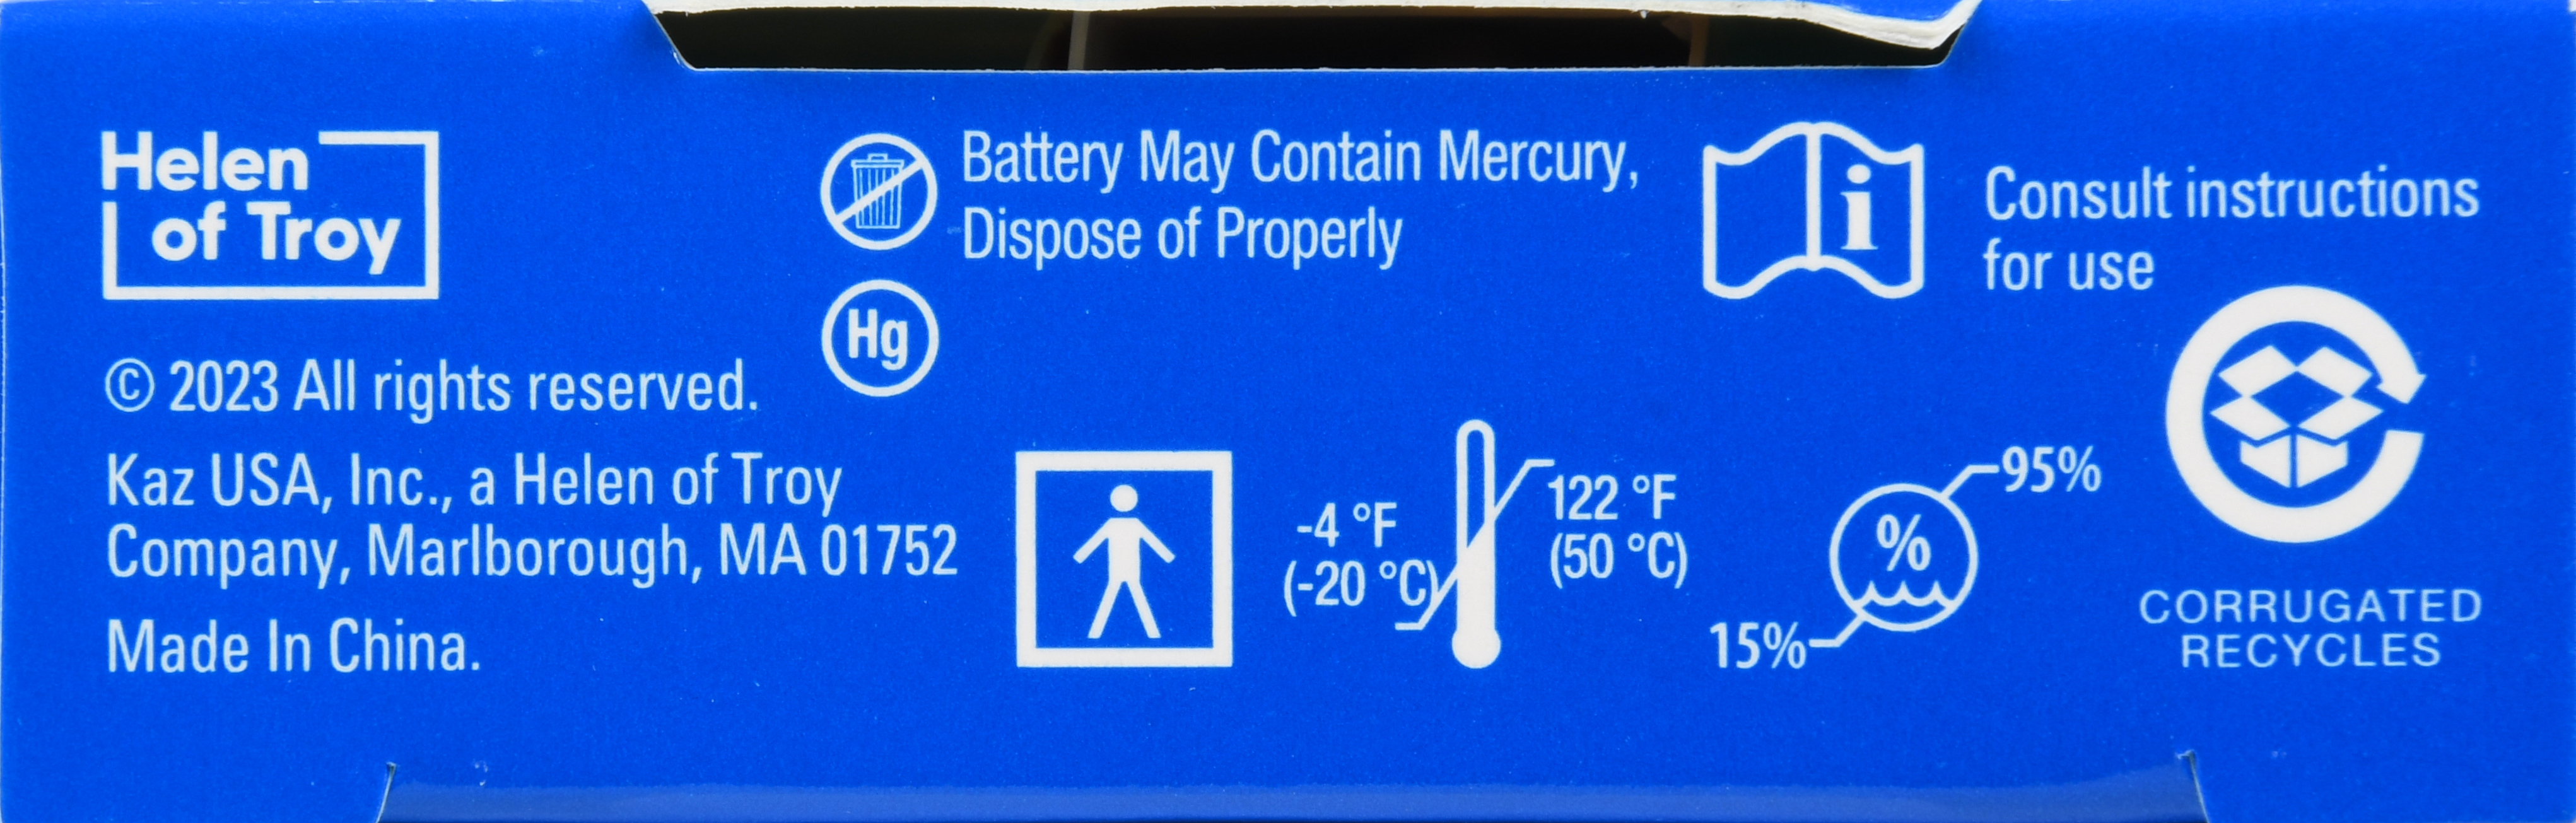 Helen
of Troy
© 2023 All rights reserved.
Kaz USA, Inc., a Helen of Troy
Company, Marlborough, MA 01752
Made In China.
Battery May Contain Mercury,
Dispose of Properly
Hg
i
Consult instructions
for use
-4 °F
(-20 °C)
122 °F
(50 °C)
95%
%
15%
CORRUGATED
RECYCLES